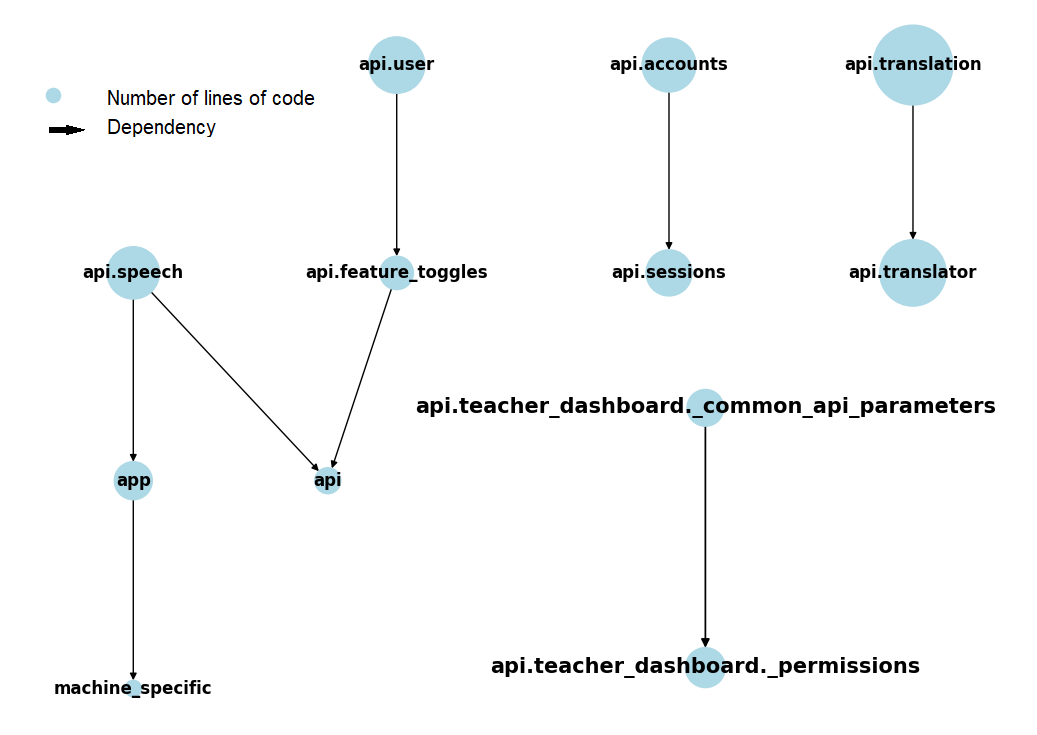 api.user
api.accounts
api.translation
Number of lines of code
Dependency
api.speech
api.feature_toggles
api.sessions
api.translator
api.teacher_dashboard._common_api_parameters
app
api
api.teacher_dashboard._permissions
machine_specific